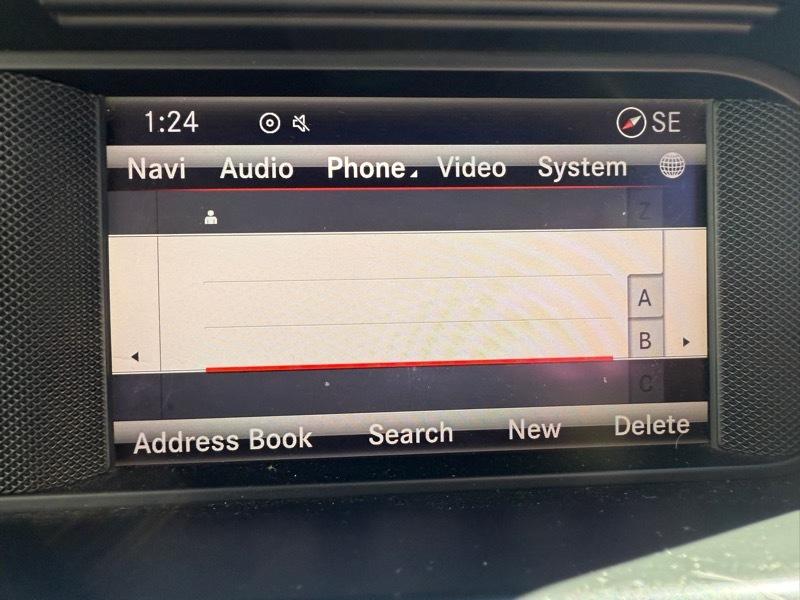 1:24 SE
Navi Audio Phone Video System
Z
A
B
C
Address Book Search New Delete